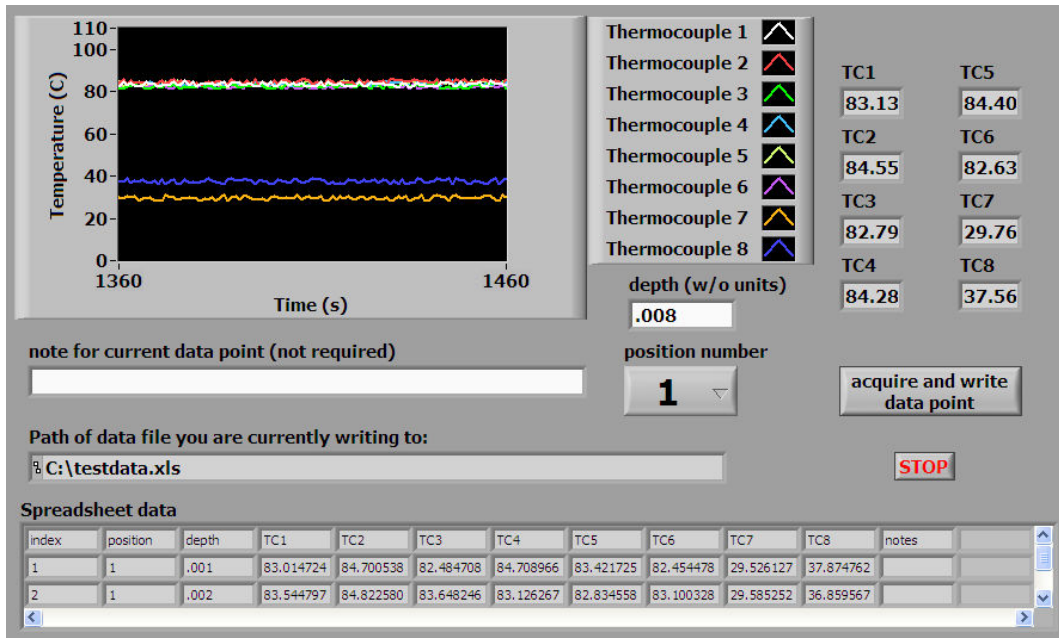 110
100
80
60
40
20
0
Temperature (C)
1360 1460
Time (s)
Thermocouple 1
Thermocouple 2
Thermocouple 3
Thermocouple 4
Thermocouple 5
Thermocouple 6
Thermocouple 7
Thermocouple 8
TC1 TC5
83.13 84.40
TC2 TC6
84.55 82.63
TC3 TC7
82.79 29.76
TC4 TC8
84.28 37.56
depth (w/o units)
.008
note for current data point (not required)
position number
1
acquire and write
data point
Path of data file you are currently writing to:
C:\testdata.xls
STOP
Spreadsheet data
index position depth TC1 TC2 TC3 TC4 TC5 TC6 TC7 TC8 notes
1 1 .001 83.014724 84.700538 82.484708 84.708966 83.421725 82.454478 29.526127 37.874762
2 1 .002 83.544797 84.822580 83.648246 83.126267 82.834558 83.100328 29.585252 36.859567